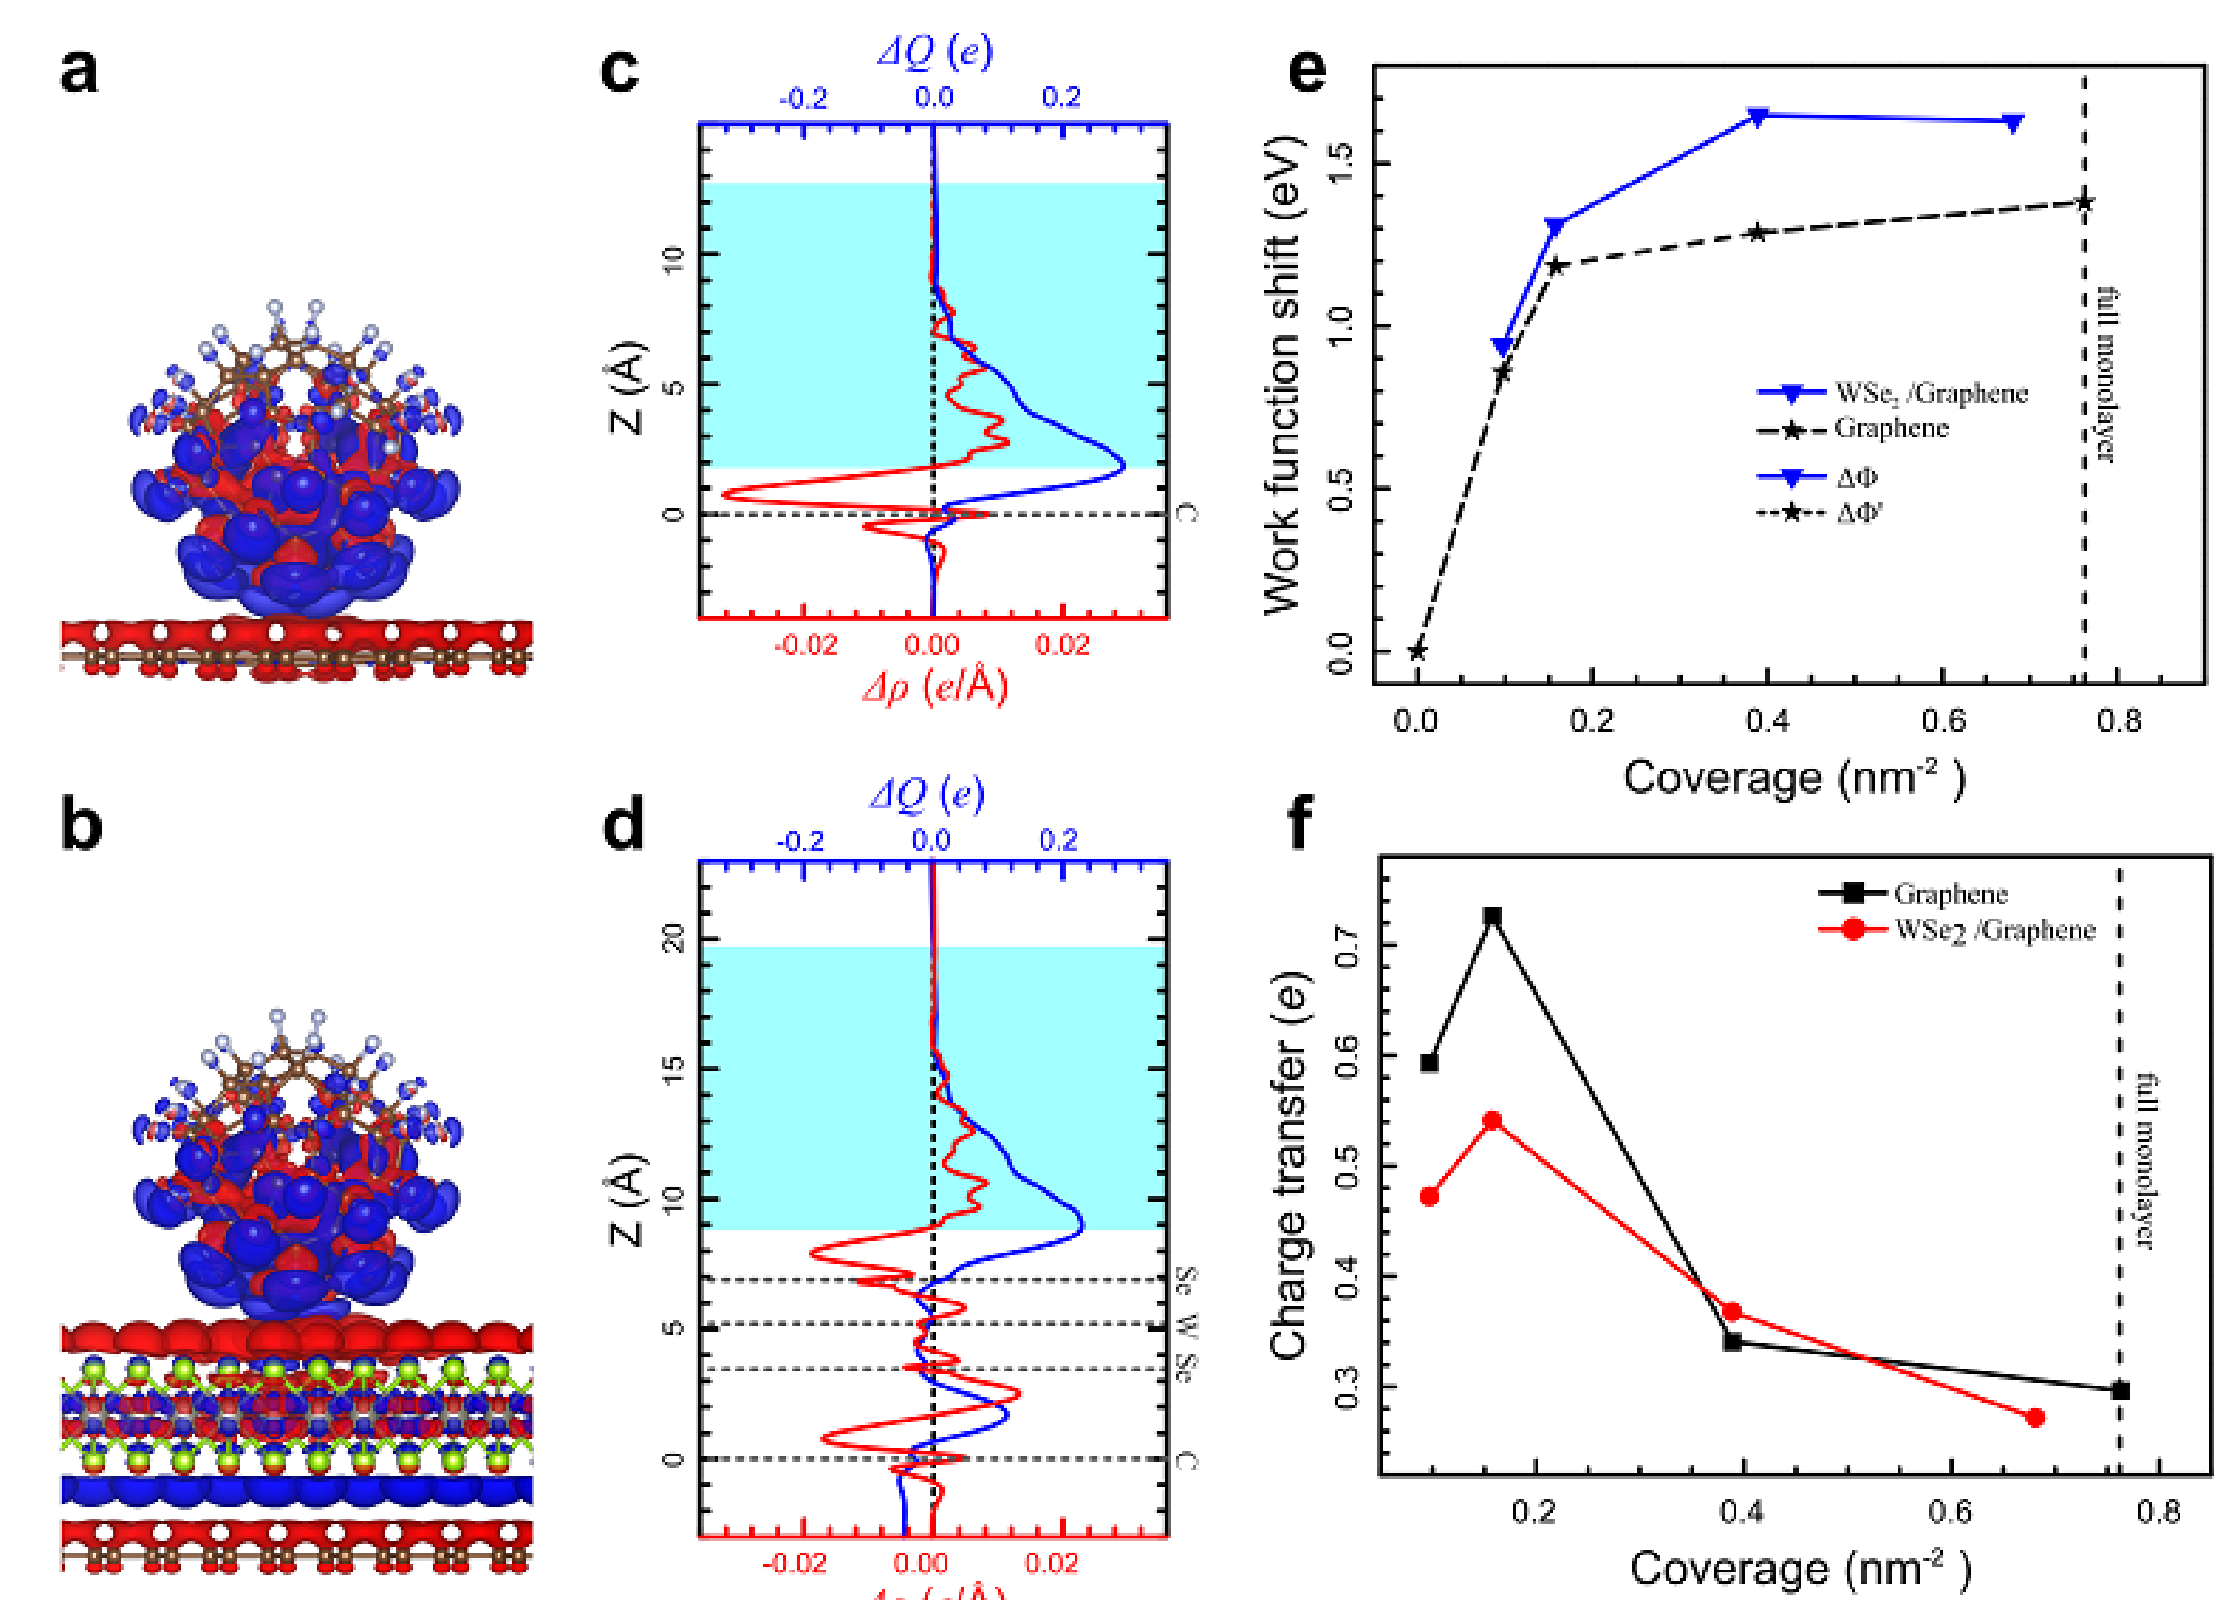 a
c
ΔQ (e)
-0.2 0.0 0.2
Z (Å)
10
5
0
C
-0.02 0.00 0.02
Δρ (e/Å)
e
Work function shift (eV)
1.5
1.0
0.5
0.0
WSe2 /Graphene
Graphene
ΔΦ
ΔΦ'
full monolayer
0.0 0.2 0.4 0.6 0.8
Coverage (nm-2 )
b
d
ΔQ (e)
-0.2 0.0 0.2
Z (Å)
20
15
10
5
0
Se
W
Se
C
-0.02 0.00 0.02
Δρ (e/Å)
f
Charge transfer (e)
0.7
0.6
0.5
0.4
0.3
Graphene
WSe2 /Graphene
full monolayer
0.2 0.4 0.6 0.8
Coverage (nm-2 )